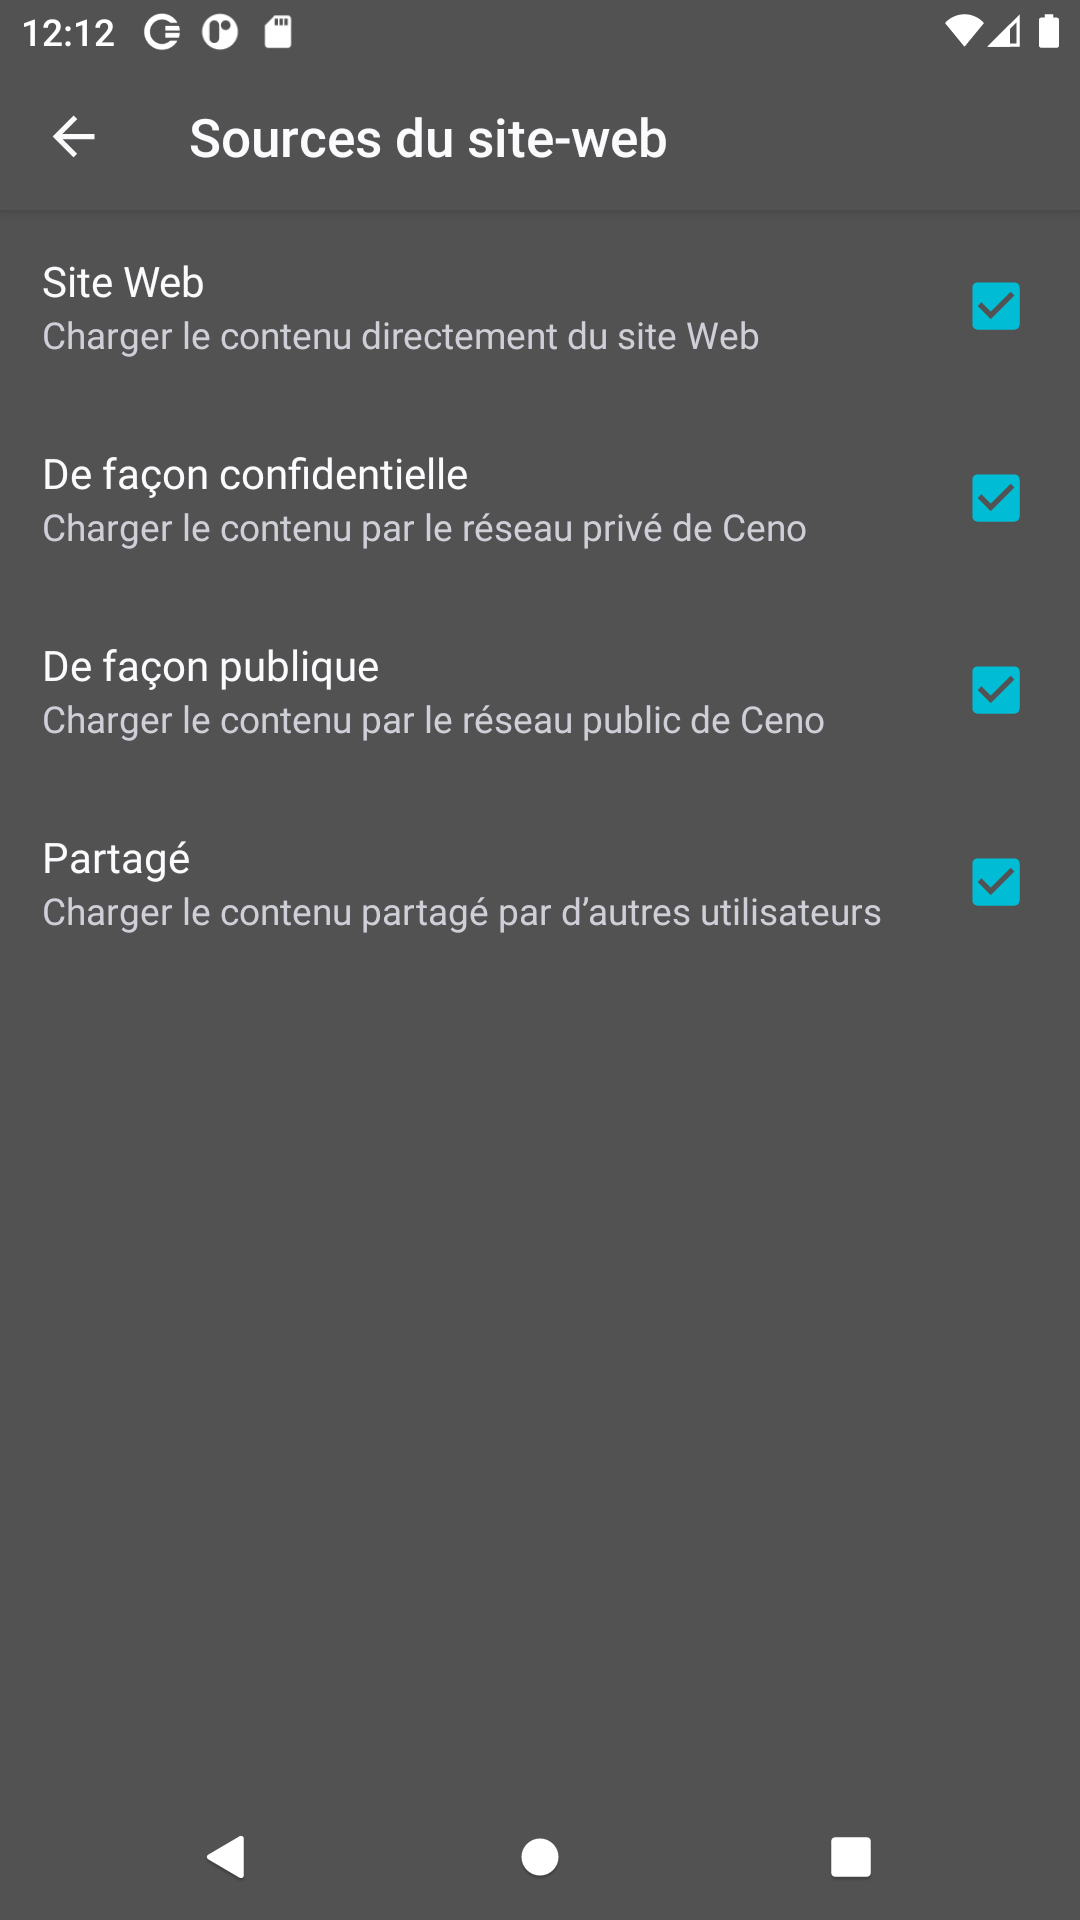 12:12
Sources du site-web
Site Web
Charger le contenu directement du site Web
De façon confidentielle
Charger le contenu par le réseau privé de Ceno
De façon publique
Charger le contenu par le réseau public de Ceno
Partagé
Charger le contenu partagé par d’autres utilisateurs